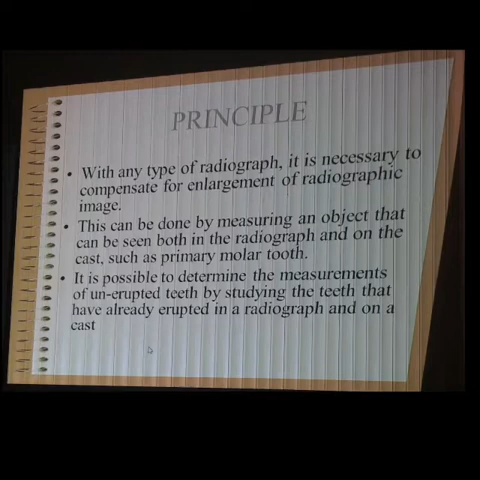 PRINCIPLE
• With any type of radiograph, it is necessary to
compensate for enlargement of radiographic
image.
• This can be done by measuring an object that
can be seen both in the radiograph and on the
cast, such as primary molar tooth.
• It is possible to determine the measurements
of un-erupted teeth by studying the teeth that
have already erupted in a radiograph and on a
cast